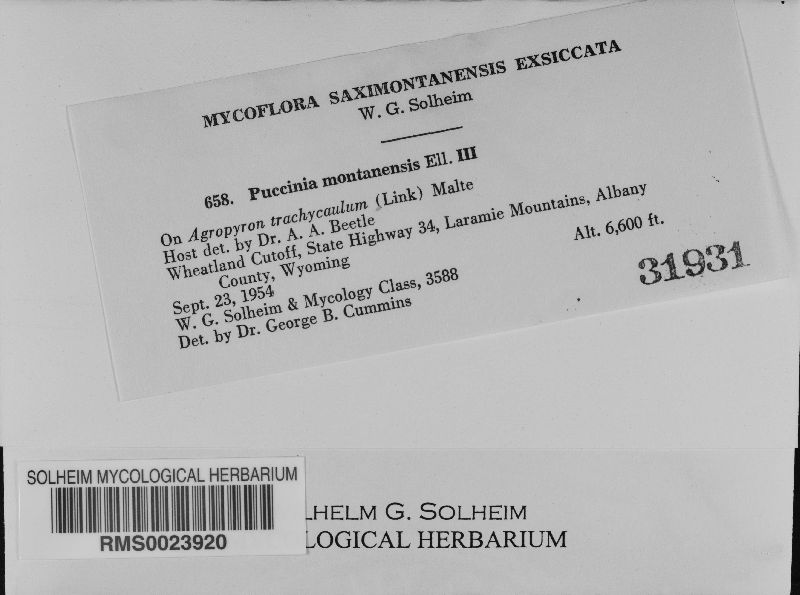 MYCOFLORA SAXIMONTANENSIS EXSICCATA
W. G. Solheim
658. Puccinia montanensis Ell. III
On Agropyron trachycaulum (Link) Malte
Host det. by Dr. A. A. Beetle
Wheatland Cutoff, State Highway 34, Laramie Mountains, Albany
County, Wyoming
Alt. 6,600 ft.
Sept. 23, 1954
W. G. Solheim & Mycology Class, 3588
Det. by Dr. George B. Cummins
31931
SOLHEIM MYCOLOGICAL HERBARIUM
RMS0023920
LHELM G. SOLHEIM
LOGICAL HERBARIUM